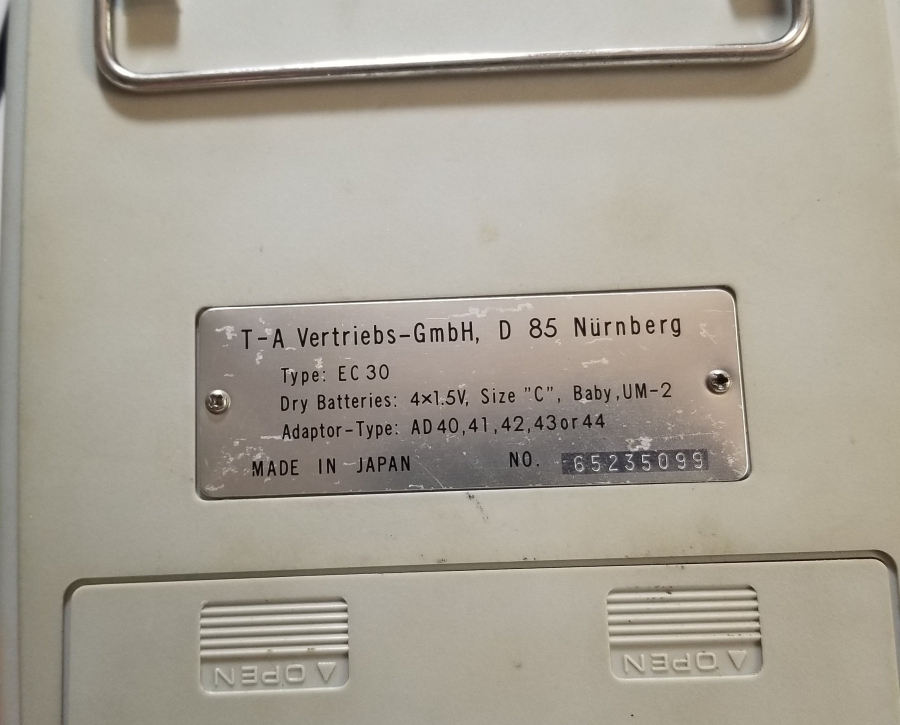 T-A Vertriebs-GmbH, D 85 Nürnberg
Type: EC 30
Dry Batteries: 4×1.5V, Size "C", Baby, UM-2
Adaptor-Type: AD 40, 41, 42, 43 or 44
MADE IN JAPAN NO. 65235099
△ OPEN
△ OPEN